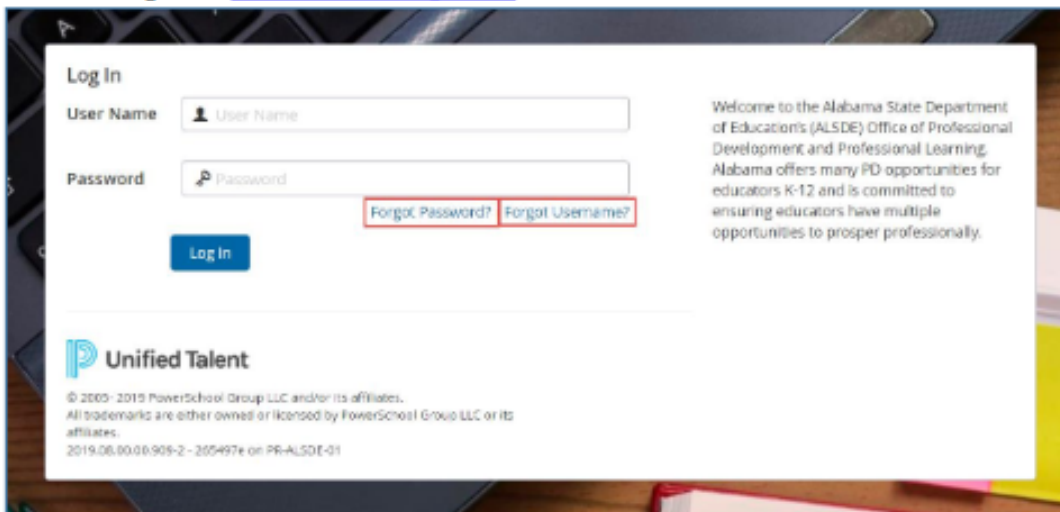 Log In
User Name
User Name
Welcome to the Alabama State Department
of Education's (ALSDE) Office of Professional
Development and Professional Learning.
Alabama offers many PD opportunities for
educators K-12 and is committed to
ensuring educators have multiple
opportunities to prosper professionally.
Password
Password
Forgot Password? Forgot Username?
Log In
Unified Talent
© 2005- 2019 PowerSchool Group LLC and/or its affiliates.
All trademarks are either owned or licensed by PowerSchool Group LLC or its
affiliates.
2019.08.00.00.909-2 - 265497e on PR-ALSDE-01